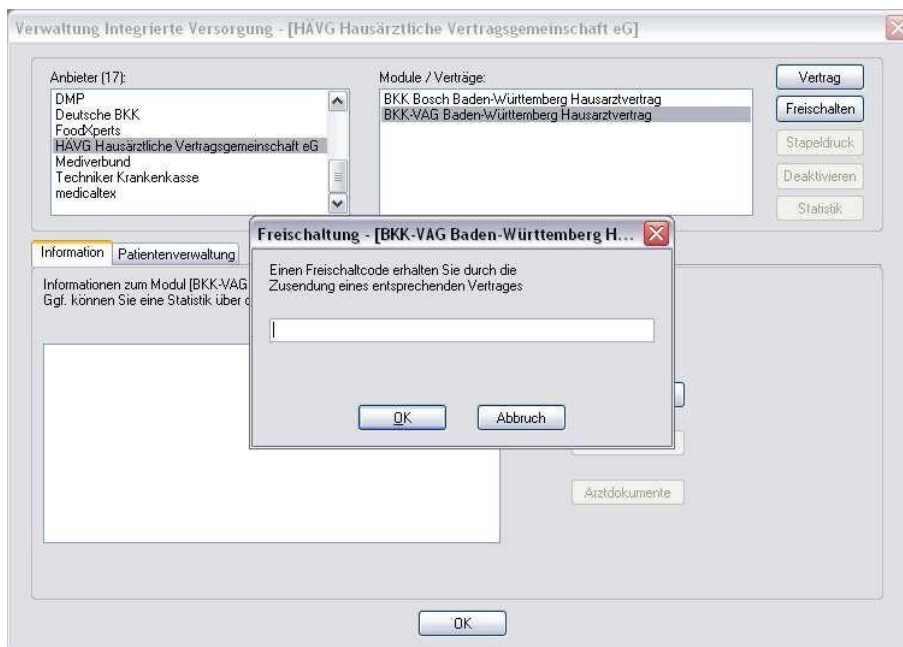 Verwaltung Integrierte Versorgung - [HÄVG Hausärztliche Vertragsgemeinschaft eG]
Anbieter (17):
DMP
Deutsche BKK
FoodXperts
HÄVG Hausärztliche Vertragsgemeinschaft eG
Mediverbund
Techniker Krankenkasse
medicaltex
Module / Verträge:
BKK Bosch Baden-Württemberg Hausarztvertrag
BKK-VAG Baden-Württemberg Hausarztvertrag
Vertrag
Freischalten
Stapeldruck
Deaktivieren
Statistik
Information
Patientenverwaltung
Informationen zum Modul [BKK-VAG
Ggf. können Sie eine Statistik über
Freischaltung - [BKK-VAG Baden-Württemberg H...
Einen Freischaltcode erhalten Sie durch die
Zusendung eines entsprechenden Vertrages
OK
Abbruch
Arztdokumente
OK